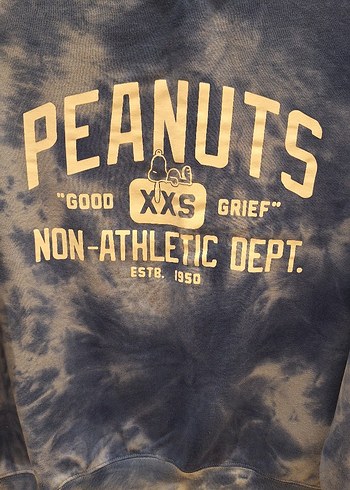 PEANUTS
"GOOD XXS GRIEF"
NON-ATHLETIC DEPT.
ESTB. 1950